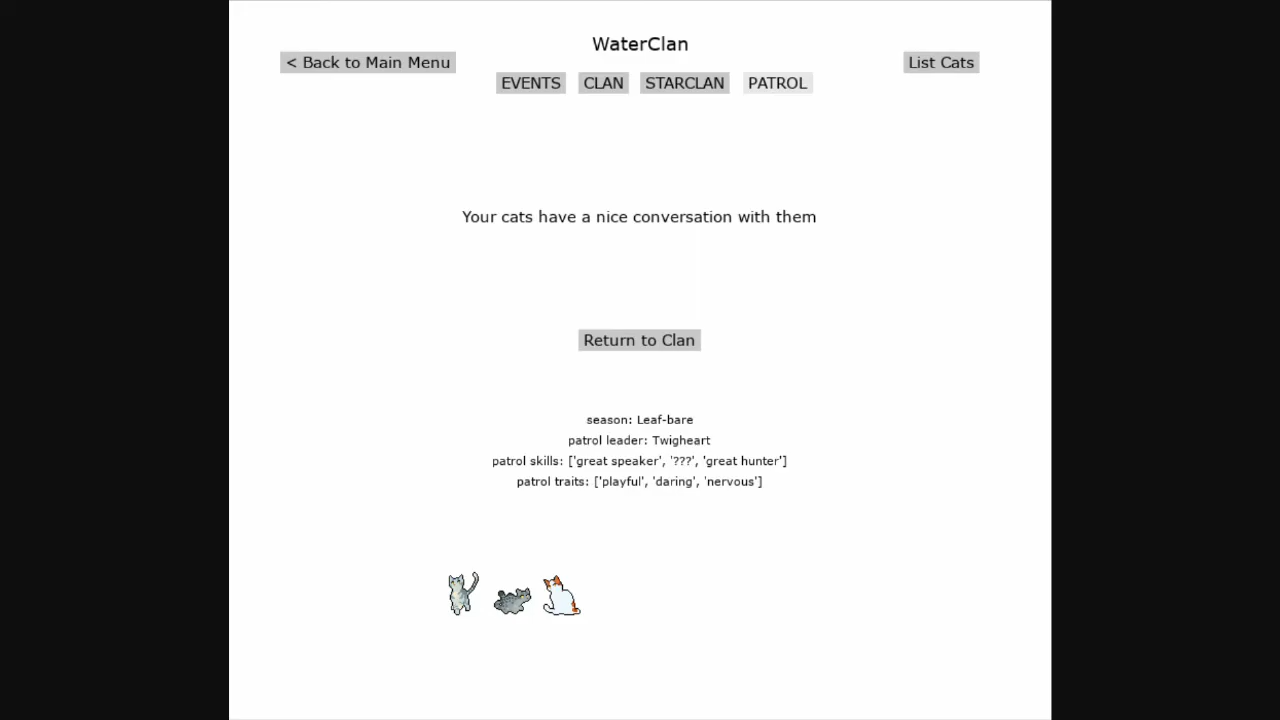 WaterClan
< Back to Main Menu
List Cats
EVENTS CLAN STARCLAN PATROL
Your cats have a nice conversation with them
Return to Clan
season: Leaf-bare
patrol leader: Twigheart
patrol skills: ['great speaker', '???', 'great hunter']
patrol traits: ['playful', 'daring', 'nervous']